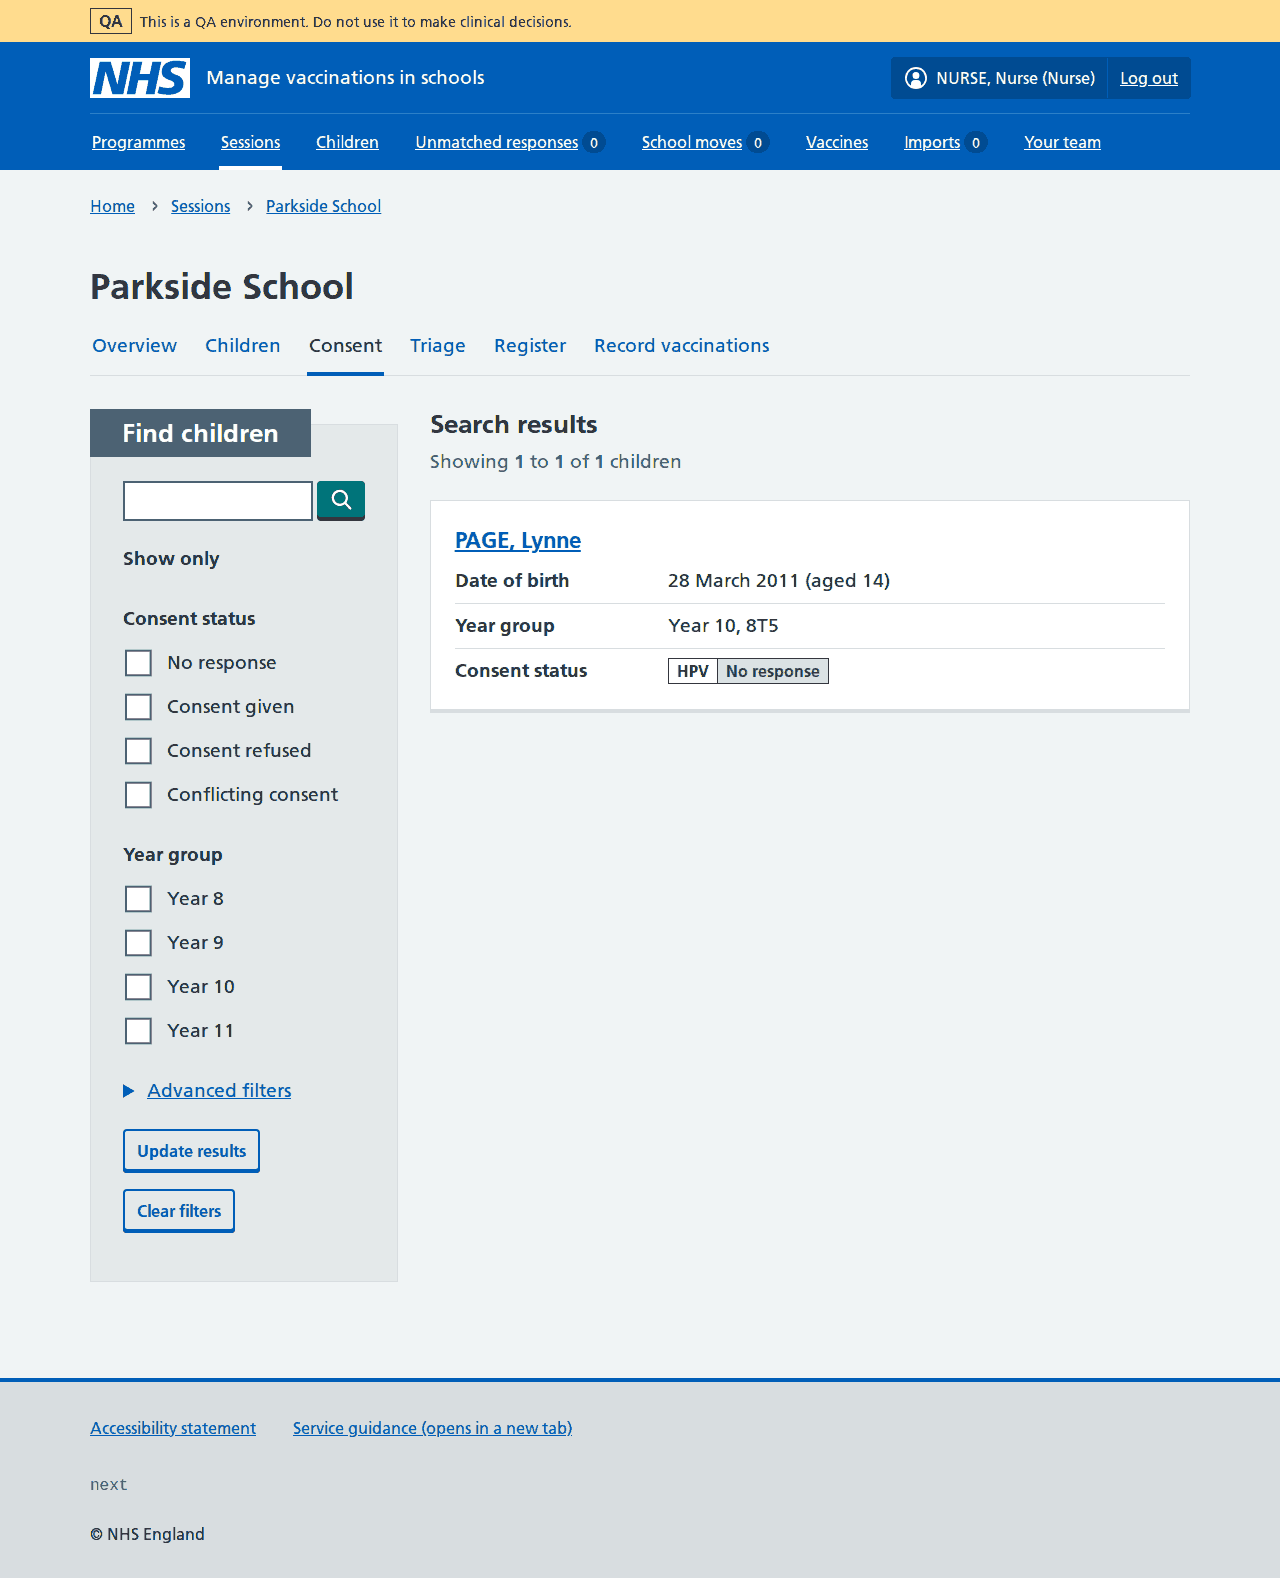 QA This is a QA environment. Do not use it to make clinical decisions.
NHS Manage vaccinations in schools NURSE, Nurse (Nurse) Log out
Programmes Sessions Children Unmatched responses 0 School moves 0 Vaccines Imports 0 Your team
Home Sessions Parkside School
Parkside School
Overview Children Consent Triage Register Record vaccinations
Find children
Show only
Consent status
No response
Consent given
Consent refused
Conflicting consent
Year group
Year 8
Year 9
Year 10
Year 11
Advanced filters
Update results
Clear filters
Search results
Showing 1 to 1 of 1 children
PAGE, Lynne
Date of birth 28 March 2011 (aged 14)
Year group Year 10, 8T5
Consent status HPV No response
Accessibility statement Service guidance (opens in a new tab)
next
© NHS England